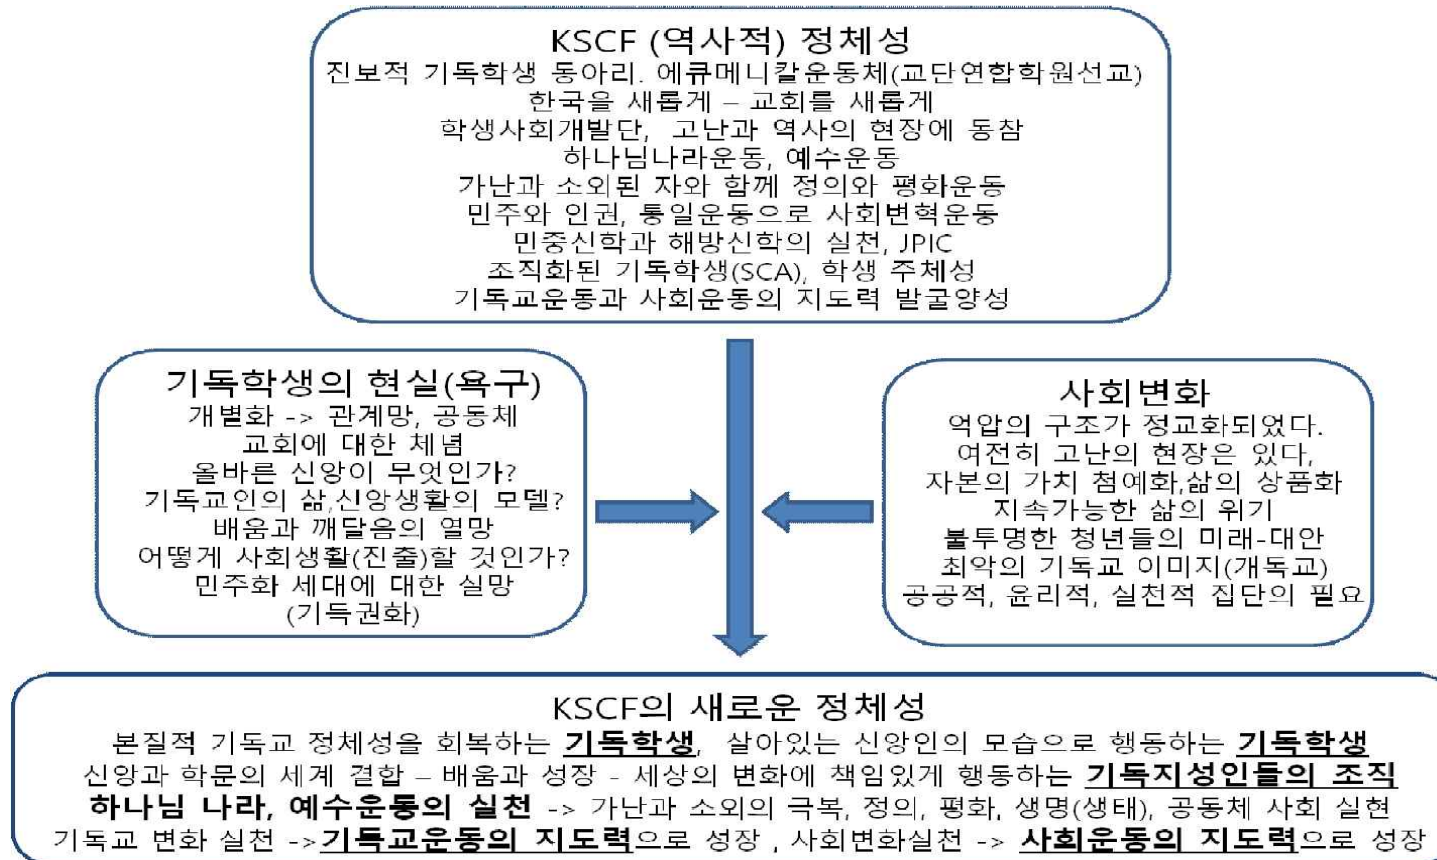 KSCF (역사적) 정체성
진보적 기독학생 동아리. 에큐메니칼운동체(교단연합학원선교)
한국을 새롭게 – 교회를 새롭게
학생사회개발단, 고난과 역사의 현장에 동참
하나님나라운동, 예수운동
가난과 소외된 자와 함께 정의와 평화운동
민주와 인권, 통일운동으로 사회변혁운동
민중신학과 해방신학의 실천, JPIC
조직화된 기독학생(SCA), 학생 주체성
기독교운동과 사회운동의 지도력 발굴양성
기독학생의 현실(욕구)
개별화 -> 관계망, 공동체
교회에 대한 체념
올바른 신앙이 무엇인가?
기독교인의 삶,신앙생활의 모델?
배움과 깨달음의 열망
어떻게 사회생활(진출)할 것인가?
민주화 세대에 대한 실망
(기득권화)
사회변화
억압의 구조가 정교화되었다.
여전히 고난의 현장은 있다,
자본의 가치 첨예화,삶의 상품화
지속가능한 삶의 위기
불투명한 청년들의 미래-대안
최악의 기독교 이미지(개독교)
공공적, 윤리적, 실천적 집단의 필요
KSCF의 새로운 정체성
본질적 기독교 정체성을 회복하는 기독학생, 살아있는 신앙인의 모습으로 행동하는 기독학생
신앙과 학문의 세계 결합 – 배움과 성장 - 세상의 변화에 책임있게 행동하는 기독지성인들의 조직
하나님 나라, 예수운동의 실천 -> 가난과 소외의 극복, 정의, 평화, 생명(생태), 공동체 사회 실현
기독교 변화 실천 ->기독교운동의 지도력으로 성장 , 사회변화실천 -> 사회운동의 지도력으로 성장